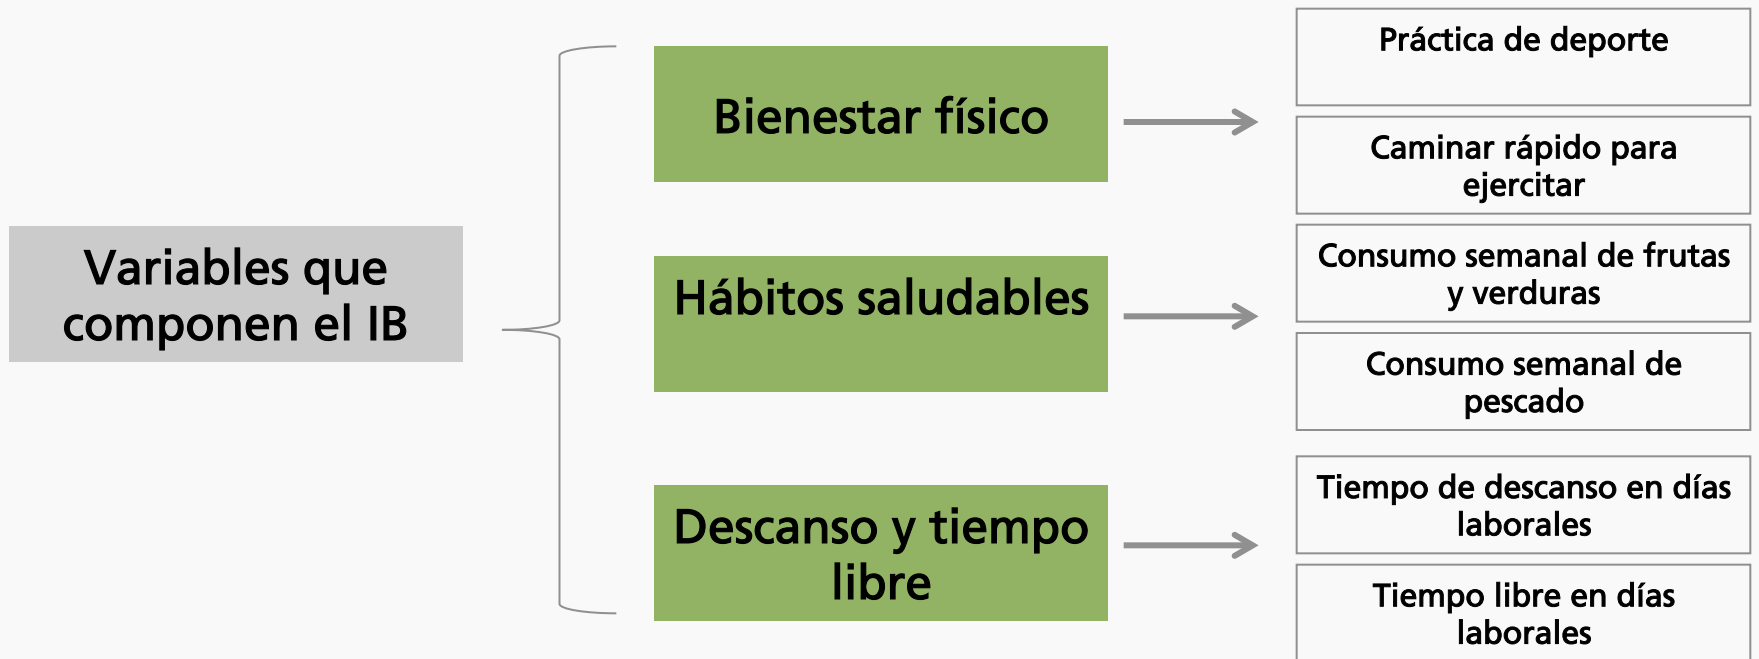 Variables que
componen el IB
Bienestar físico
Práctica de deporte
Caminar rápido para
ejercitar
Hábitos saludables
Consumo semanal de frutas
y verduras
Consumo semanal de
pescado
Descanso y tiempo
libre
Tiempo de descanso en días
laborales
Tiempo libre en días
laborales